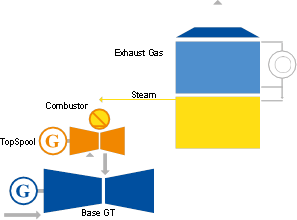 Exhaust Gas
Steam
Combustor
TopSpool
G
G
Base GT